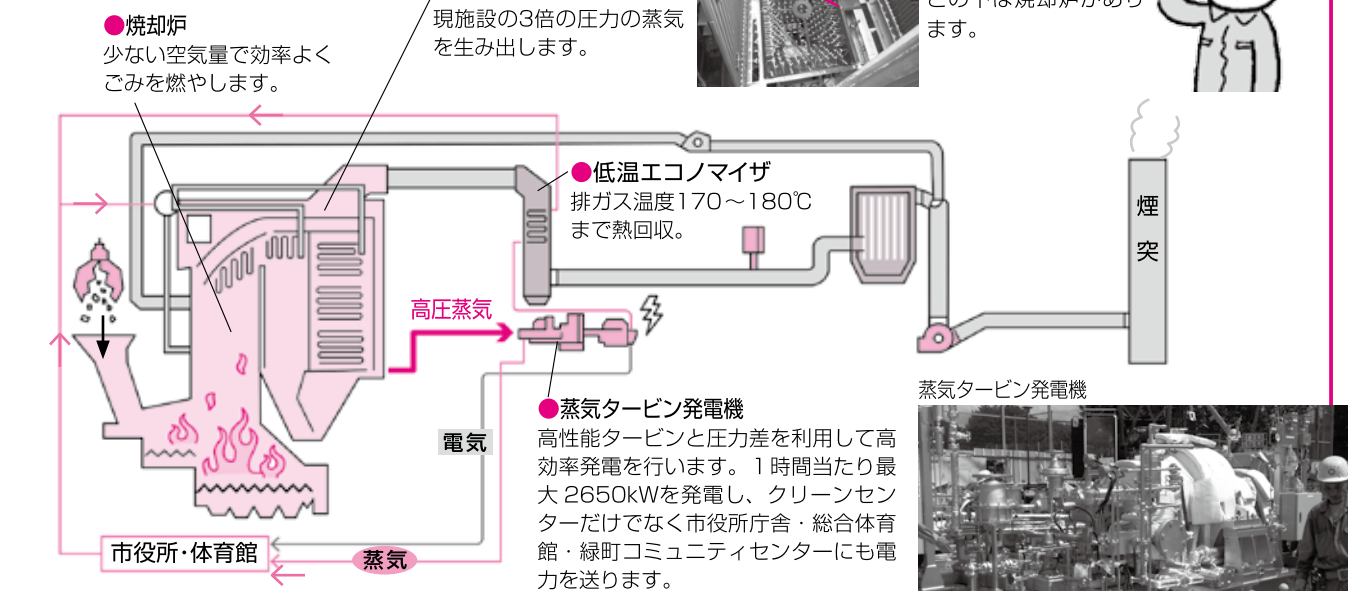 現施設の3倍の圧力の蒸気
を生み出します。
ます。
●焼却炉
少ない空気量で効率よく
ごみを燃やします。
●低温エコノマイザ
排ガス温度170〜180℃
まで熱回収。
煙
突
高圧蒸気
●蒸気タービン発電機
高性能タービンと圧力差を利用して高
効率発電を行います。1時間当たり最
大2650kWを発電し、クリーンセン
ターだけでなく市役所庁舎・総合体育
館・緑町コミュニティセンターにも電
力を送ります。
電気
市役所・体育館
蒸気
蒸気タービン発電機